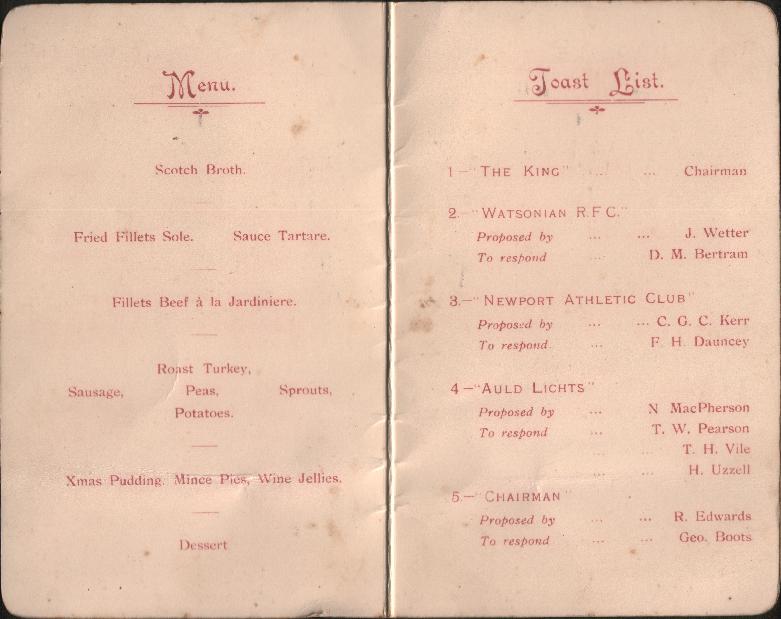 Menu.
Scotch Broth.
Fried Fillets Sole. Sauce Tartare.
Fillets Beef à la Jardiniere.
Roast Turkey,
Sausage, Peas, Sprouts,
Potatoes.
Xmas Pudding. Mince Pies, Wine Jellies.
Dessert
Toast List.
1—"THE KING" ... ... Chairman
2.—"WATSONIAN R.F.C."
Proposed by ... ... J. Wetter
To respond ... D. M. Bertram
3.—"NEWPORT ATHLETIC CLUB"
Proposed by ... ... C. G. C. Kerr
To respond. ... F. H. Dauncey
4—"AULD LICHTS"
Proposed by ... N MacPherson
To respond ... T. W. Pearson
... ... T. H. Vile
... ... H. Uzzell
5.—"CHAIRMAN"
Proposed by ... ... R. Edwards
To respond ... ... Geo. Boots